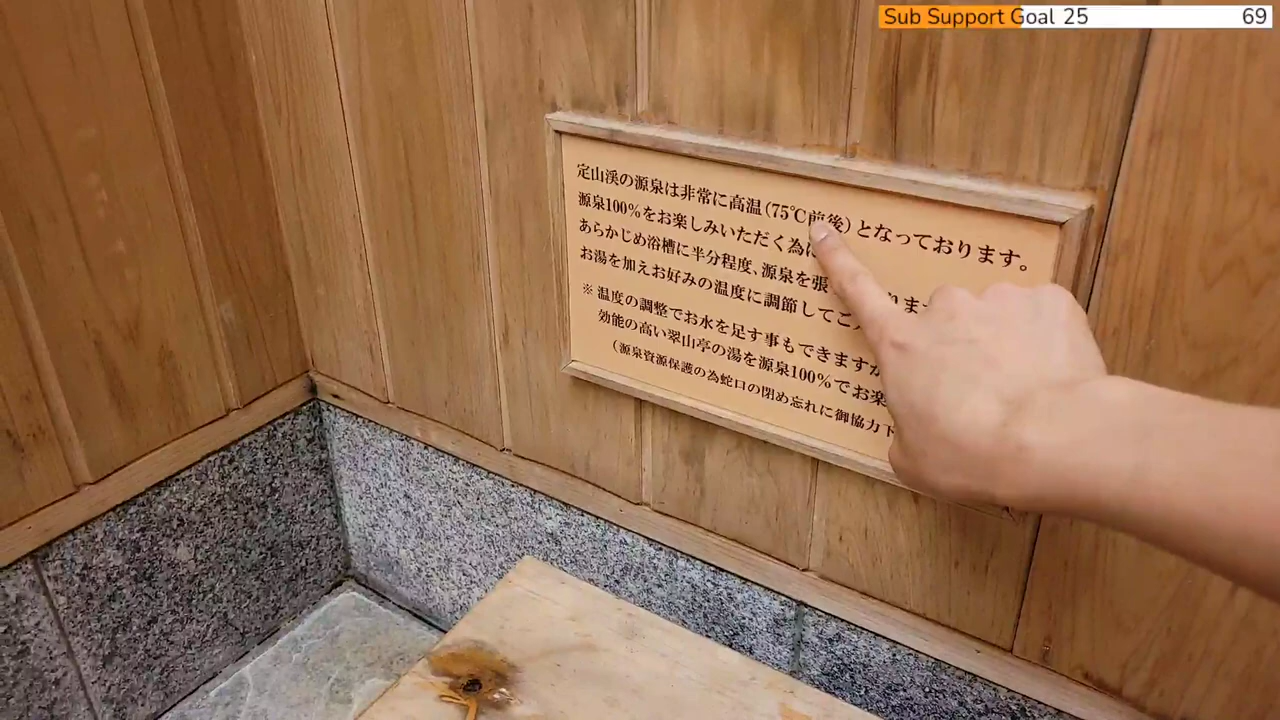 Sub Support Goal 25 69
定山渓の源泉は非常に高温(75℃前後)となっております。
源泉100%をお楽しみいただく為に
あらかじめ浴槽に半分程度、源泉を張
お湯を加えお好みの温度に調節してご
※ 温度の調整でお水を足す事もできますが
効能の高い翠山亭の湯を源泉100%でお楽
(源泉資源保護の為蛇口の閉め忘れに御協力下